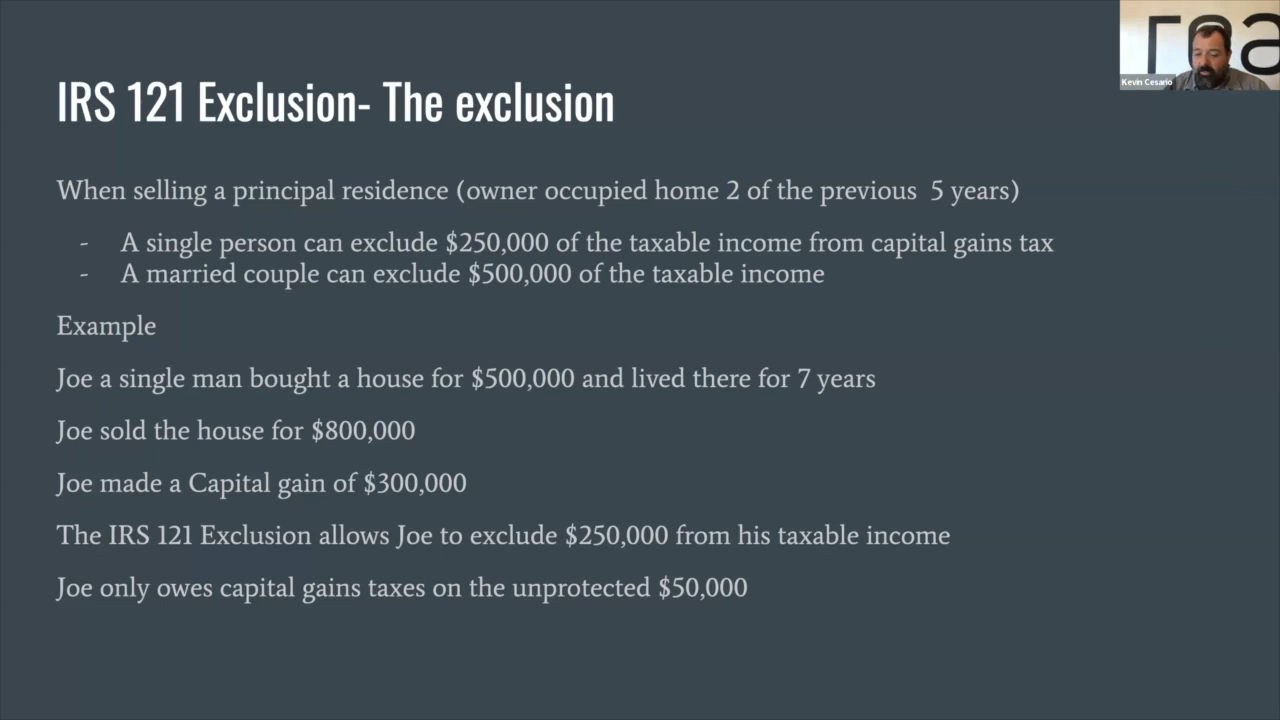 rea
Kevin Cesario
IRS 121 Exclusion- The exclusion
When selling a principal residence (owner occupied home 2 of the previous  5 years)
- A single person can exclude $250,000 of the taxable income from capital gains tax
- A married couple can exclude $500,000 of the taxable income
Example
Joe a single man bought a house for $500,000 and lived there for 7 years
Joe sold the house for $800,000
Joe made a Capital gain of $300,000
The IRS 121 Exclusion allows Joe to exclude $250,000 from his taxable income
Joe only owes capital gains taxes on the unprotected $50,000